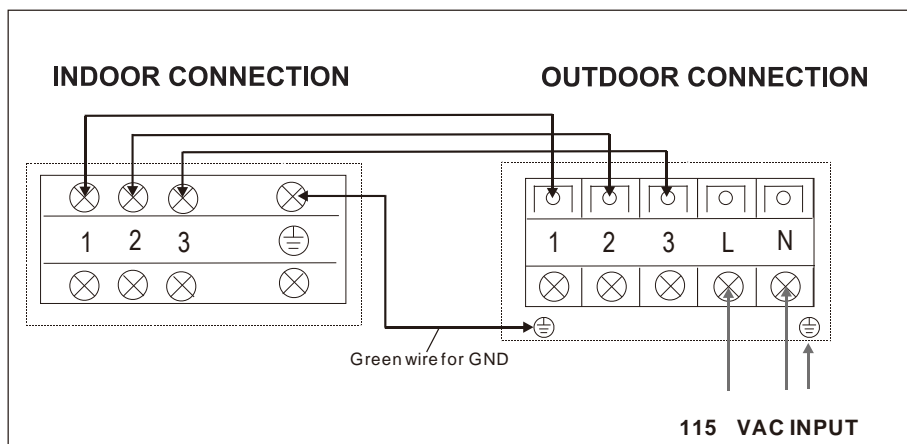 INDOOR CONNECTION
OUTDOOR CONNECTION
1 2 3
1 2 3 L N
Green wire for GND
115 VAC INPUT